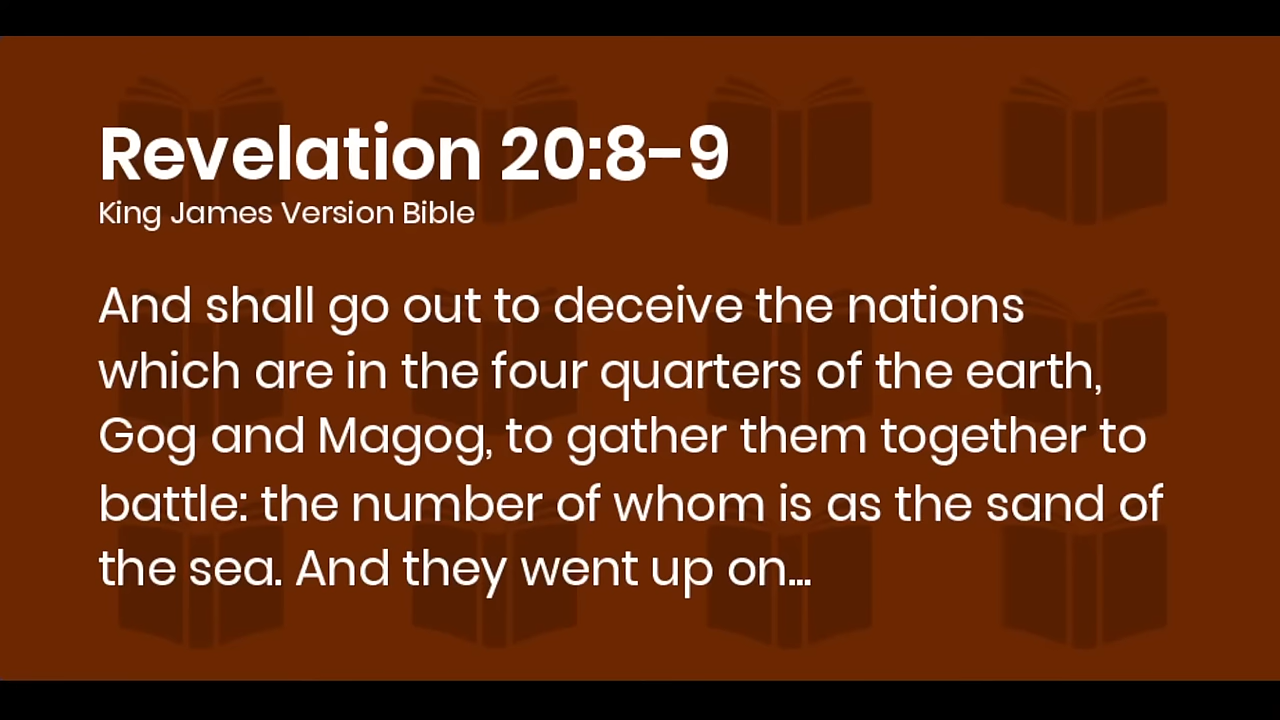 Revelation 20:8-9
King James Version Bible
And shall go out to deceive the nations
which are in the four quarters of the earth,
Gog and Magog, to gather them together to
battle: the number of whom is as the sand of
the sea. And they went up on...